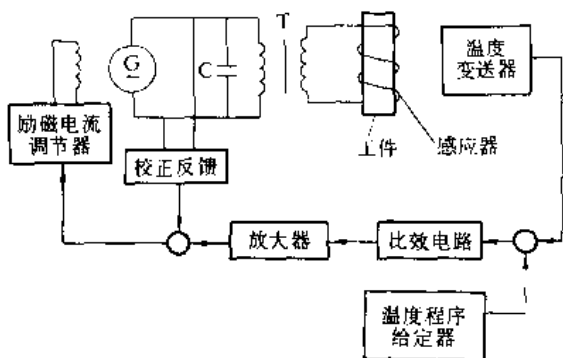 T
G
C
温度
变送器
励磁电流
调节器
工件
感应器
校正反馈
放大器
比效电路
温度程序
给定器